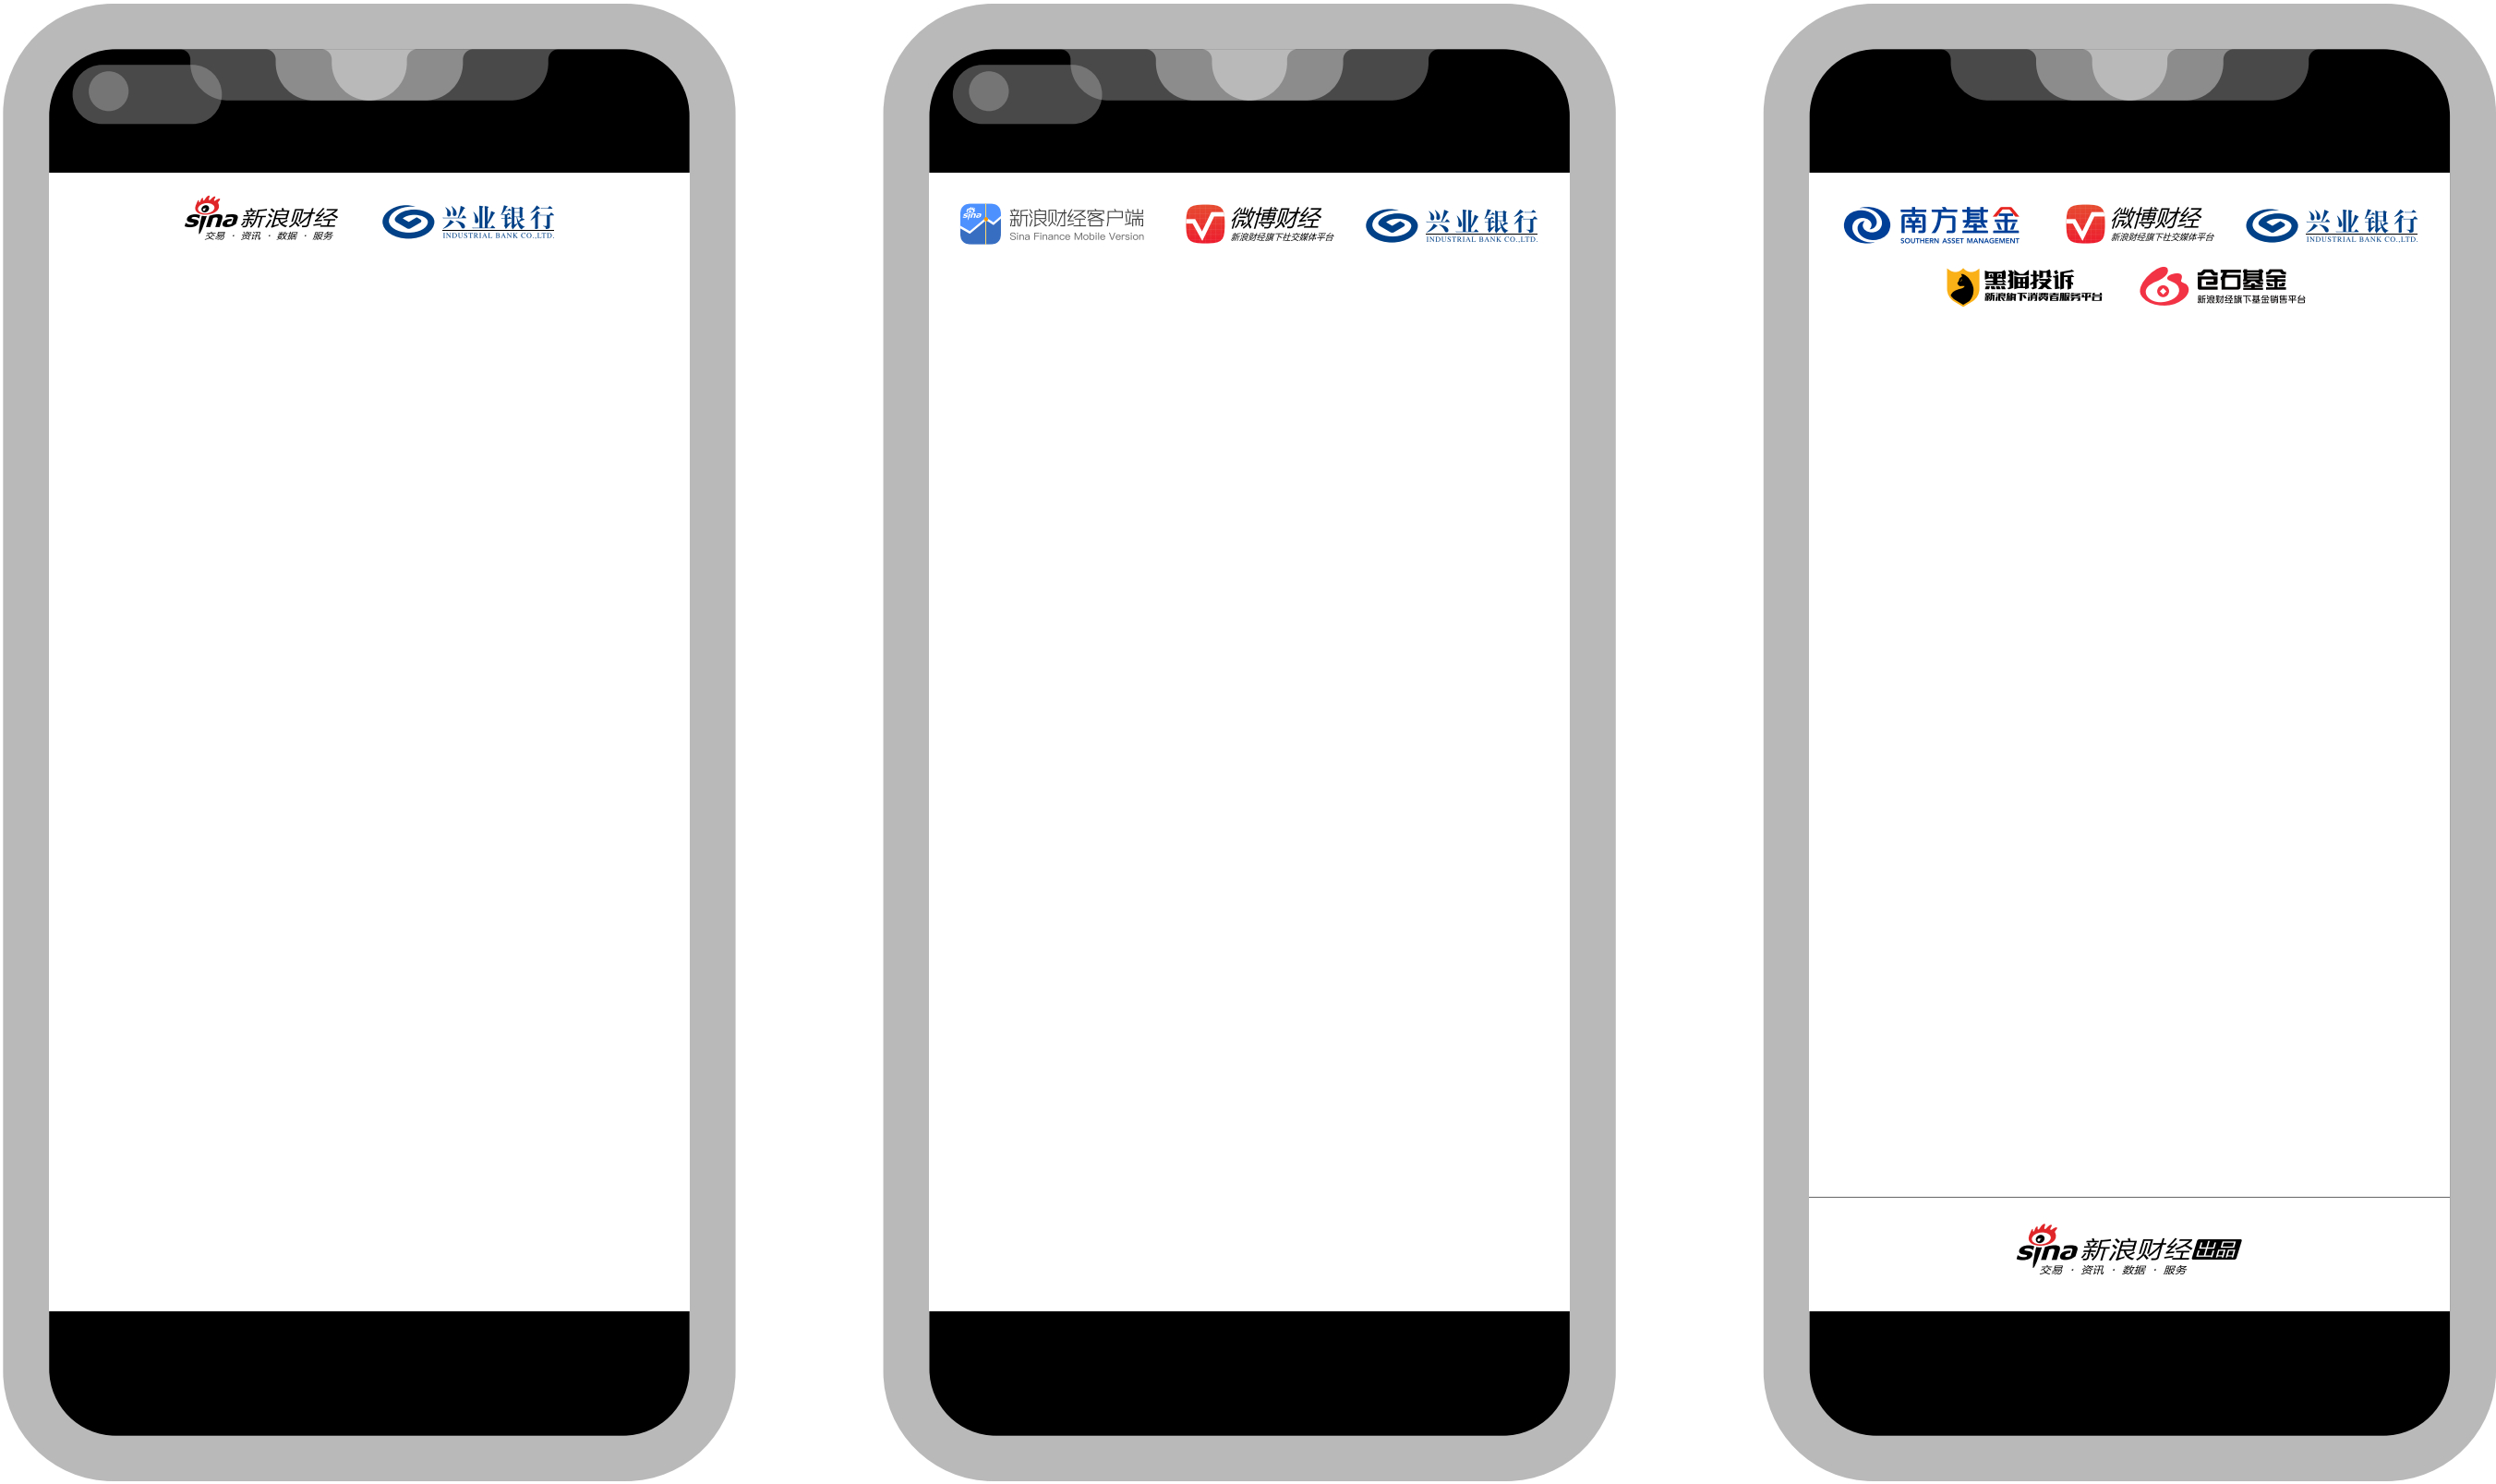 sina 新浪财经
交易 · 资讯 · 数据 · 服务
兴业银行
INDUSTRIAL BANK CO.,LTD.
sina
新浪财经客户端
Sina Finance Mobile Version
微博财经
新浪财经旗下社交媒体平台
兴业银行
INDUSTRIAL BANK CO.,LTD.
南方基金
SOUTHERN ASSET MANAGEMENT
微博财经
新浪财经旗下社交媒体平台
兴业银行
INDUSTRIAL BANK CO.,LTD.
黑猫投诉
新浪旗下消费者服务平台
仓石基金
新浪财经旗下基金销售平台
sina 新浪财经出品
交易 · 资讯 · 数据 · 服务